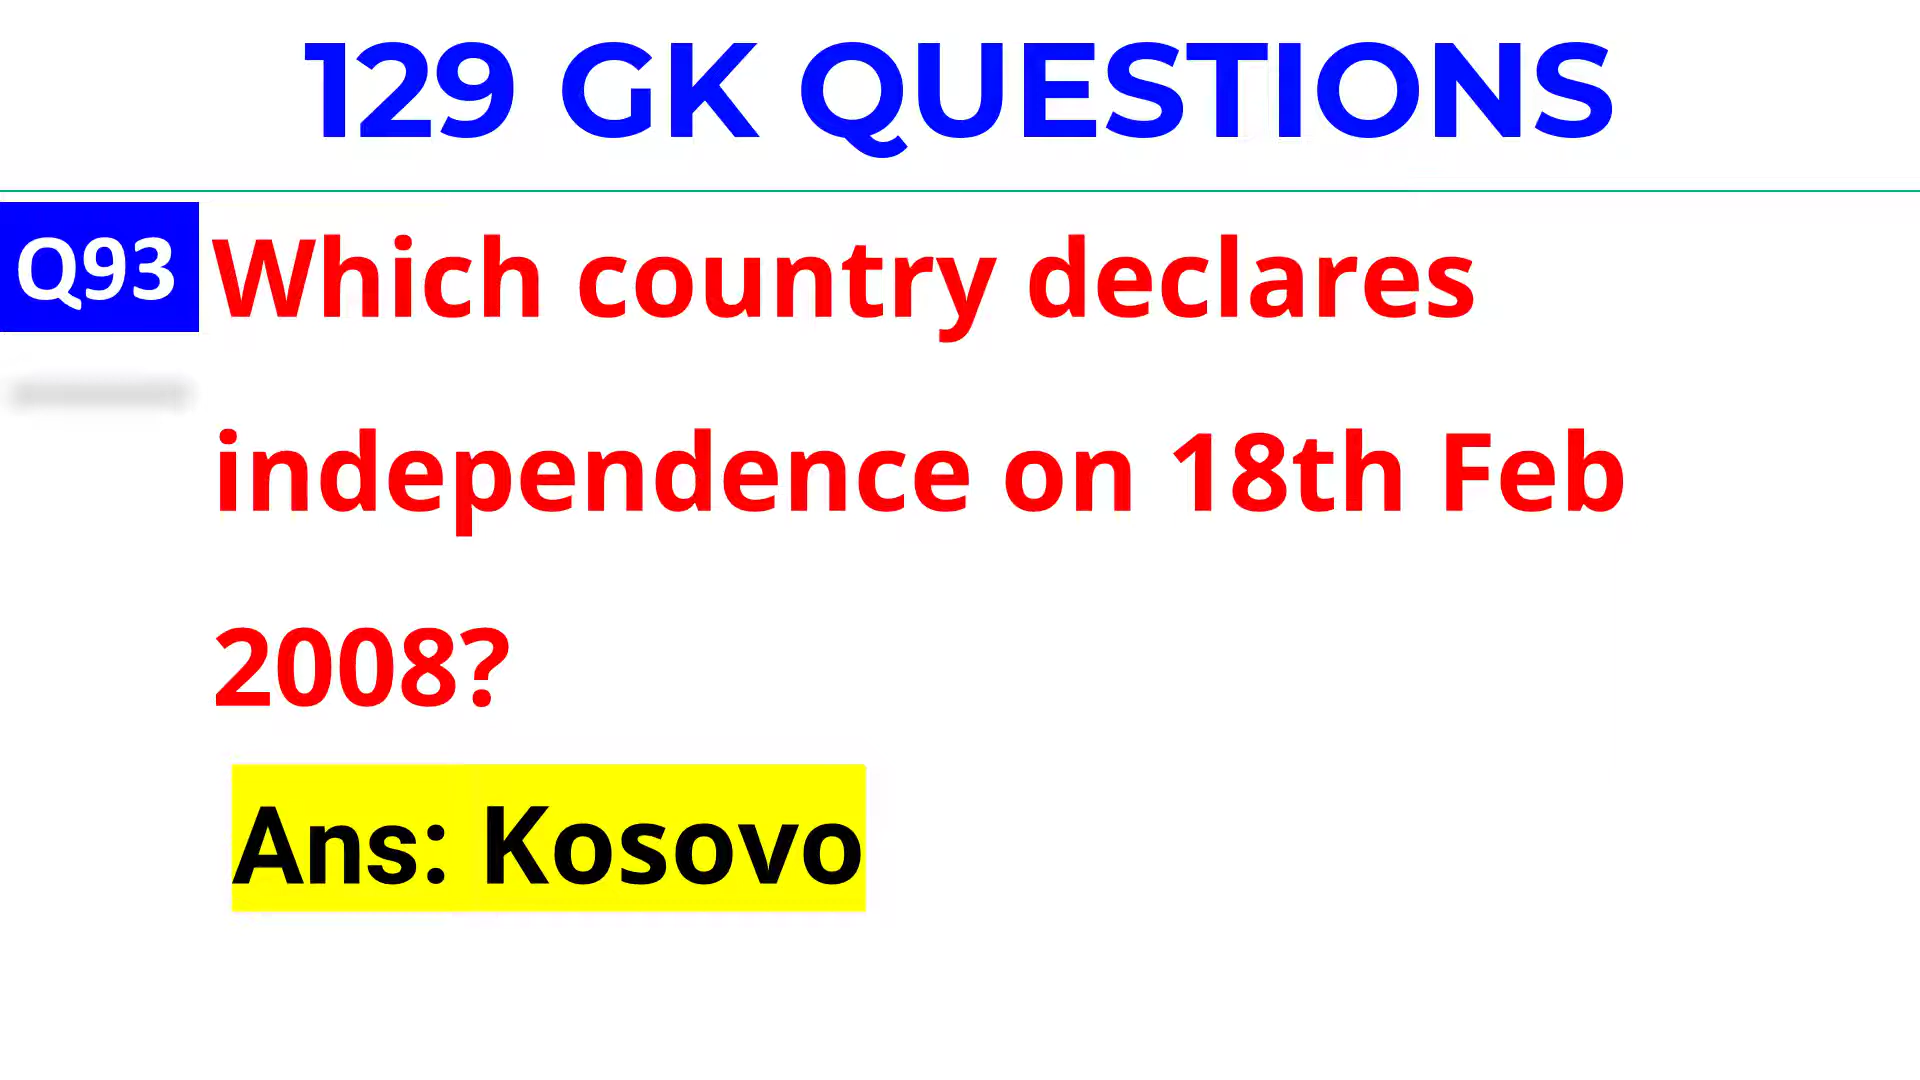 129 GK QUESTIONS
Q93 Which country declares
independence on 18th Feb
2008?
Ans: Kosovo